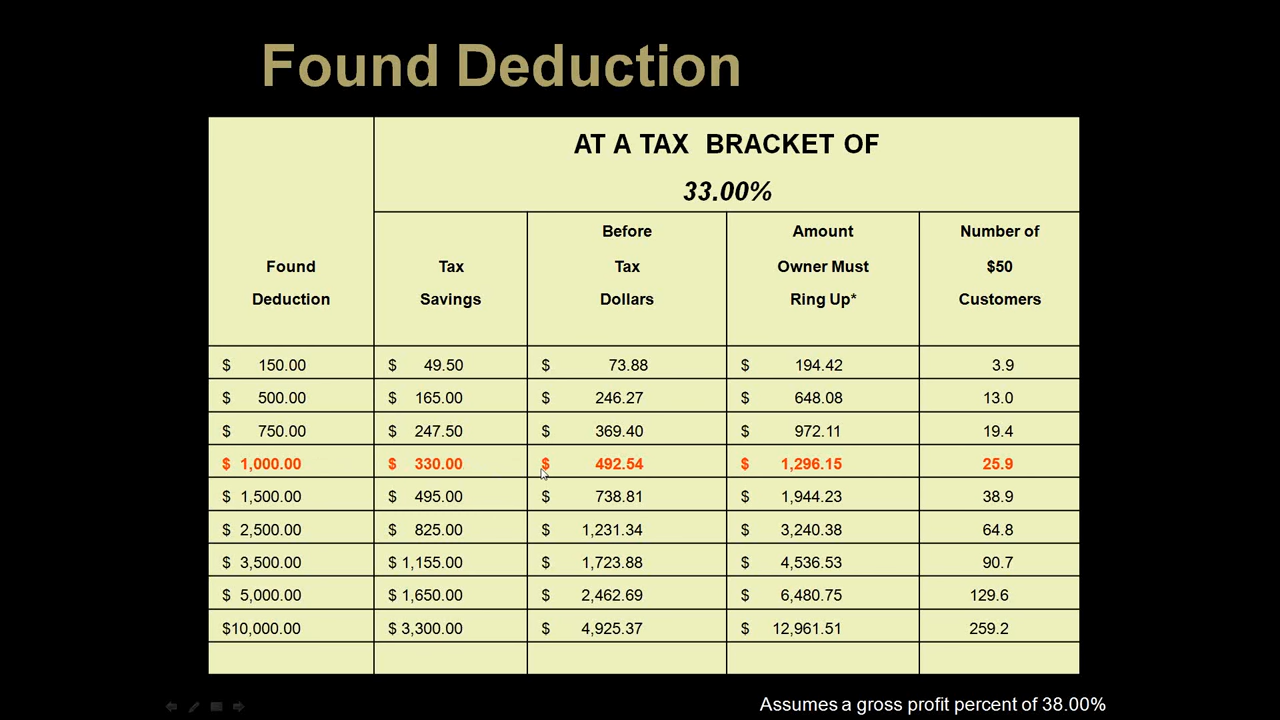 Found Deduction
AT A TAX BRACKET OF
33.00%
Before Amount Number of
Found Tax Tax Owner Must $50
Deduction Savings Dollars Ring Up* Customers
$ 150.00 $ 49.50 $ 73.88 $ 194.42 3.9
$ 500.00 $ 165.00 $ 246.27 $ 648.08 13.0
$ 750.00 $ 247.50 $ 369.40 $ 972.11 19.4
$ 1,000.00 $ 330.00 $ 492.54 $ 1,296.15 25.9
$ 1,500.00 $ 495.00 $ 738.81 $ 1,944.23 38.9
$ 2,500.00 $ 825.00 $ 1,231.34 $ 3,240.38 64.8
$ 3,500.00 $ 1,155.00 $ 1,723.88 $ 4,536.53 90.7
$ 5,000.00 $ 1,650.00 $ 2,462.69 $ 6,480.75 129.6
$10,000.00 $ 3,300.00 $ 4,925.37 $ 12,961.51 259.2
Assumes a gross profit percent of 38.00%